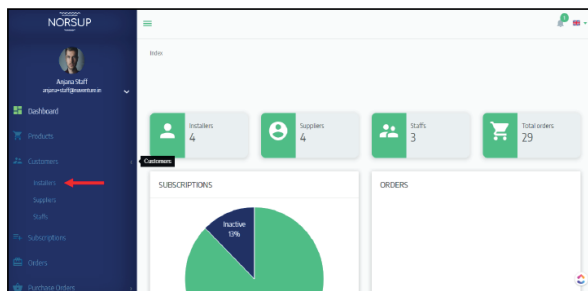 NORSUP
Index
Anjana Staff
anjana+staff@naventure.in
Dashboard
Products
Customers
Customers
Installers
Suppliers
Staffs
Subscriptions
Orders
Purchase Orders
Installers
4
Suppliers
4
Staffs
3
Total orders
29
SUBSCRIPTIONS
Inactive
13%
ORDERS